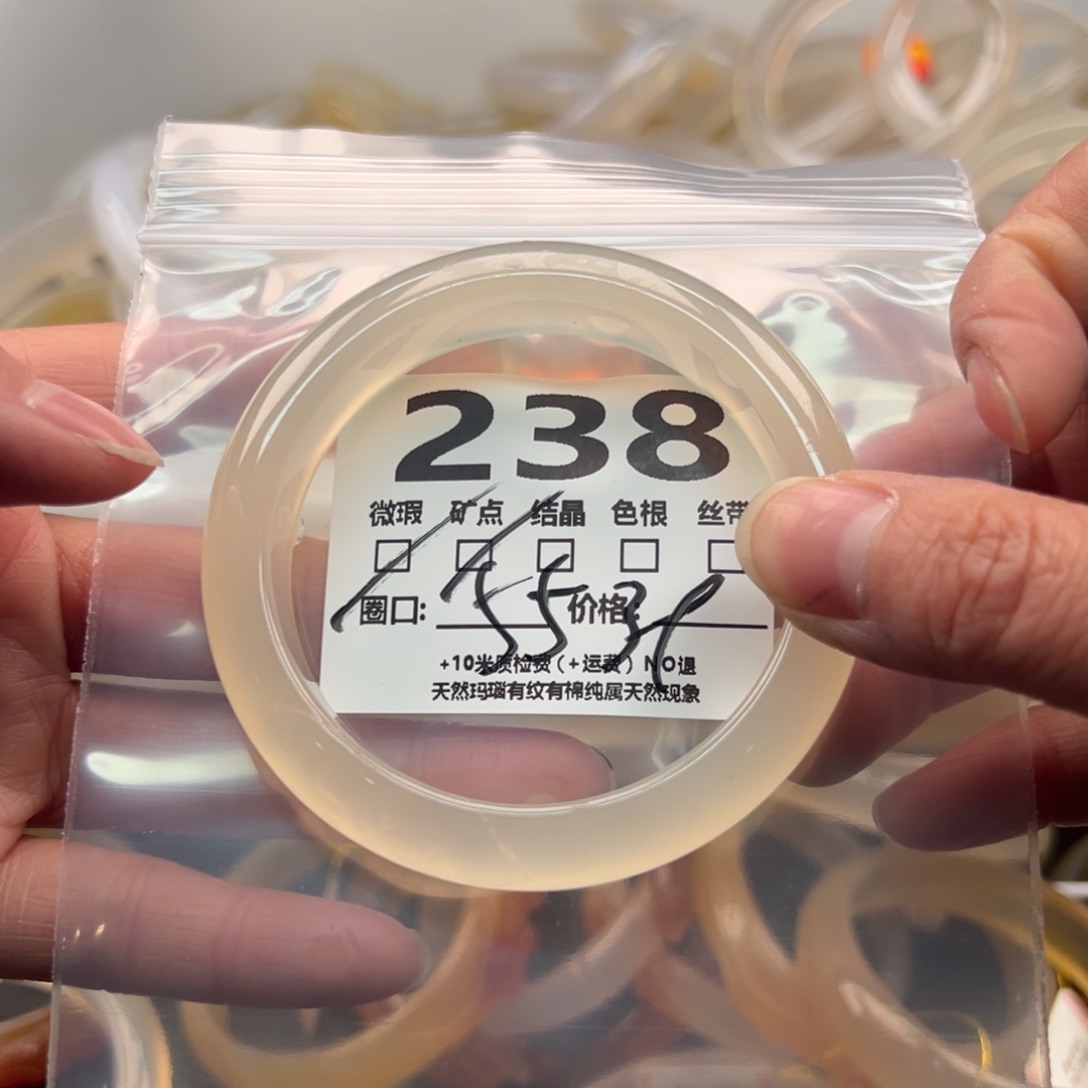 238
微瑕 矿点 结晶 色根 丝带
□ □ □ □ □
圈口: 55 价格:
+10米质检费(+运费)NO退
天然玛瑙有纹有棉纯属天然现象